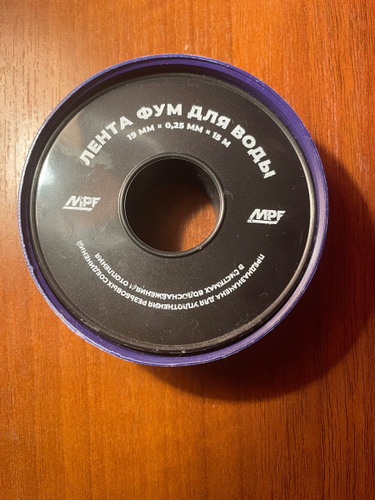 ЛЕНТА ФУМ ДЛЯ ВОДЫ
19 ММ × 0,25 ММ × 15 М
MPF
MPF
ПРЕДНАЗНАЧЕНА ДЛЯ УПЛОТНЕНИЯ РЕЗЬБОВЫХ СОЕДИНЕНИЯ
В СИСТЕМАХ ВОДОСНАБЖЕНИЯ И ОТОПЛЕНИЯ